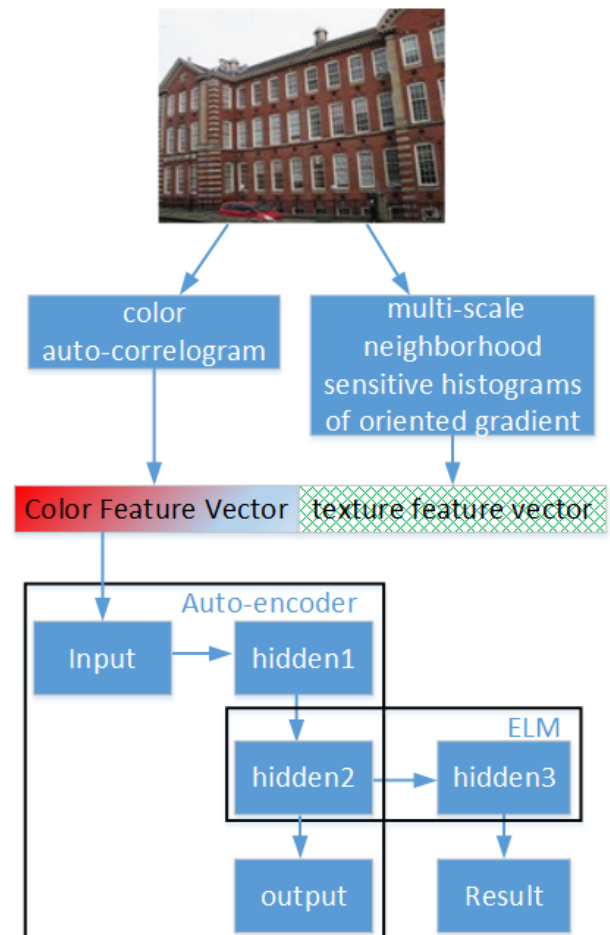 color
auto-correlogram
multi-scale
neighborhood
sensitive histograms
of oriented gradient
Color Feature Vector
texture feature vector
Auto-encoder
Input
hidden1
ELM
hidden2
hidden3
output
Result